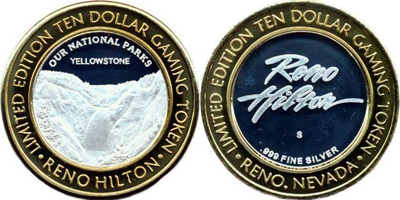 LIMITED EDITION TEN DOLLAR GAMING TOKEN
• RENO HILTON •
OUR NATIONAL PARKS
YELLOWSTONE
LIMITED EDITION TEN DOLLAR GAMING TOKEN
• RENO, NEVADA •
Reno
Hilton
S
.999 FINE SILVER